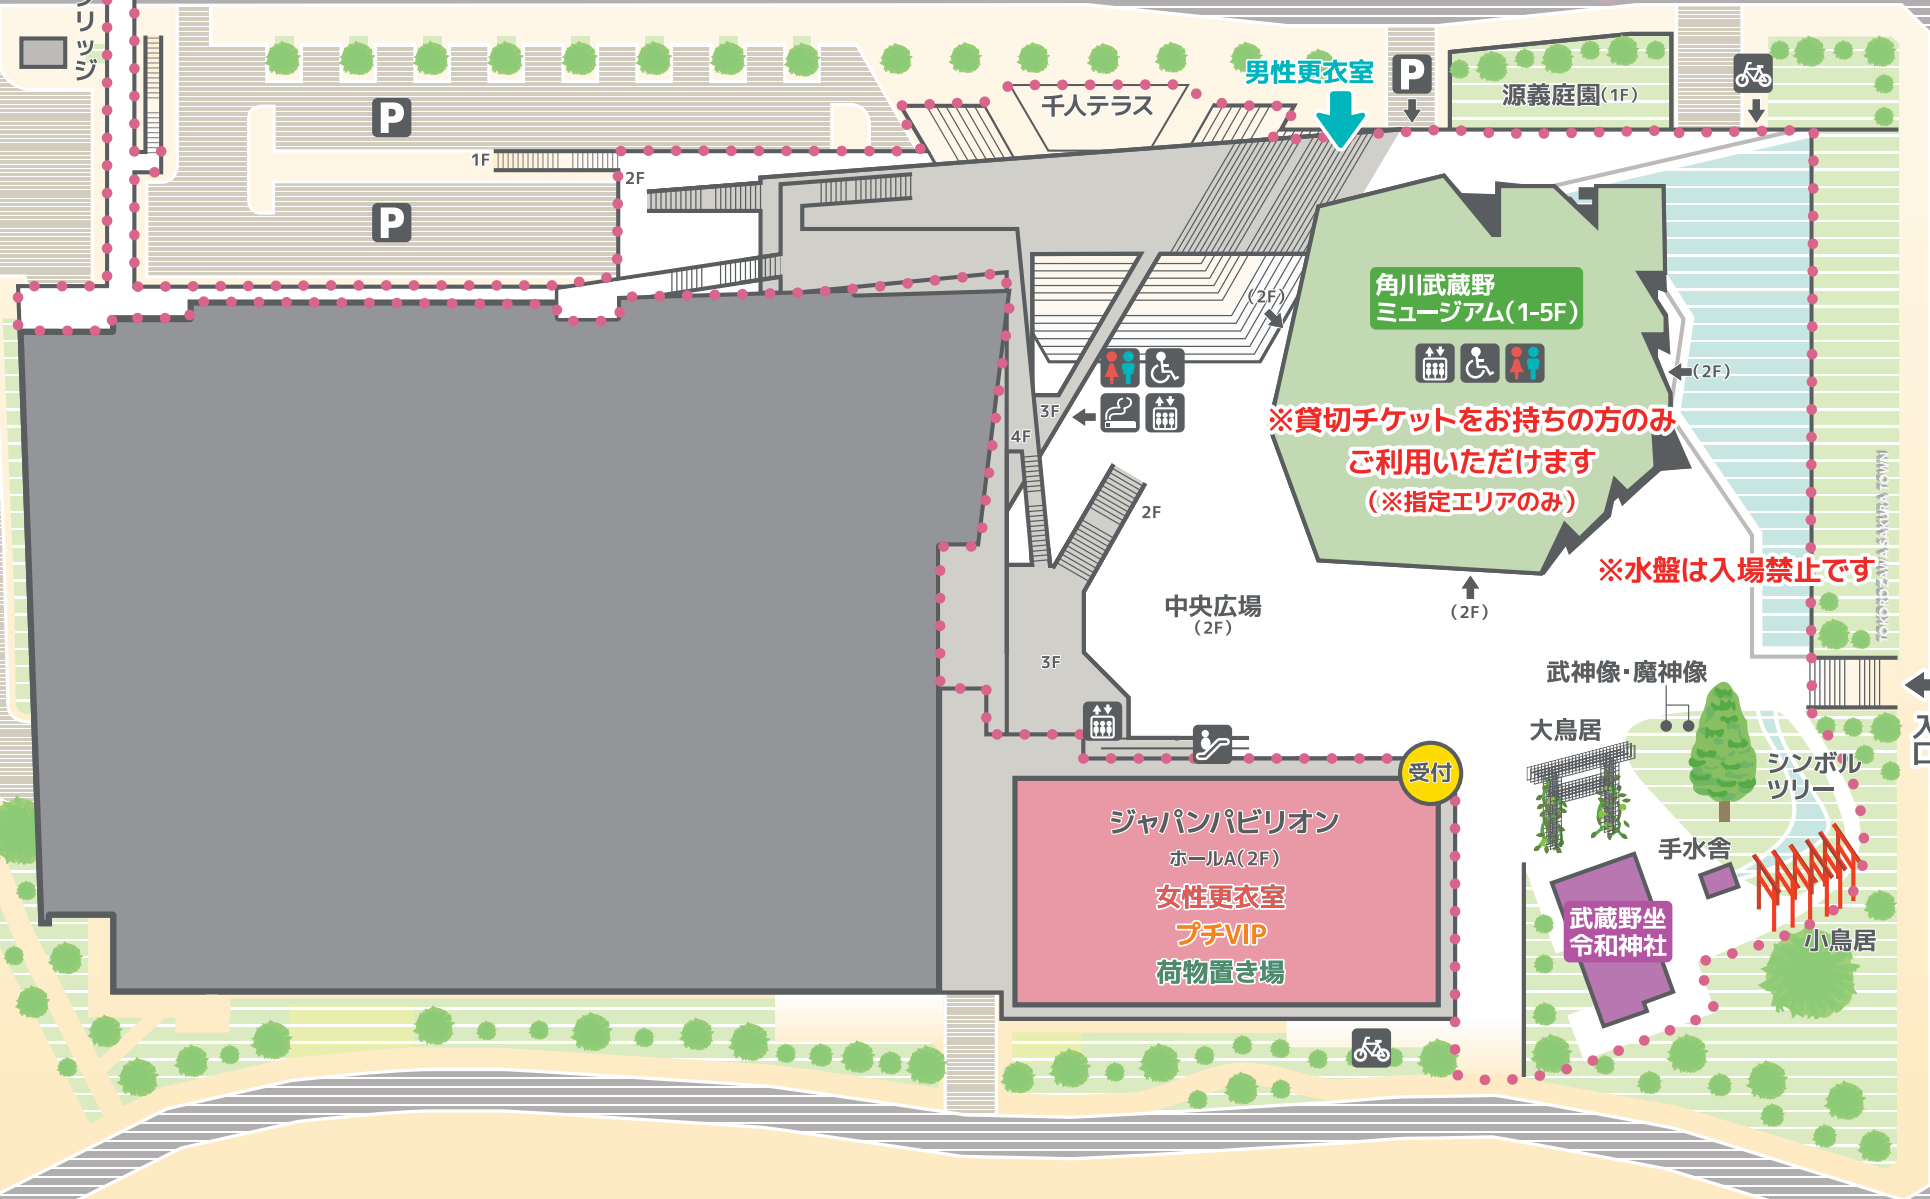 リッジ
P
P
1F
2F
千人テラス
男性更衣室
P
源義庭園(1F)
角川武蔵野
ミュージアム(1-5F)
(2F)
(2F)
※貸切チケットをお持ちの方のみ
ご利用いただけます
(※指定エリアのみ)
3F
4F
2F
※水盤は入場禁止です
TOKOROZAWA SAKURA TOWN
中央広場
(2F)
(2F)
3F
武神像・魔神像
大鳥居
シンボル
ツリー
入口
受付
ジャパンパビリオン
ホールA(2F)
女性更衣室
プチVIP
荷物置き場
手水舎
武蔵野坐
令和神社
小鳥居